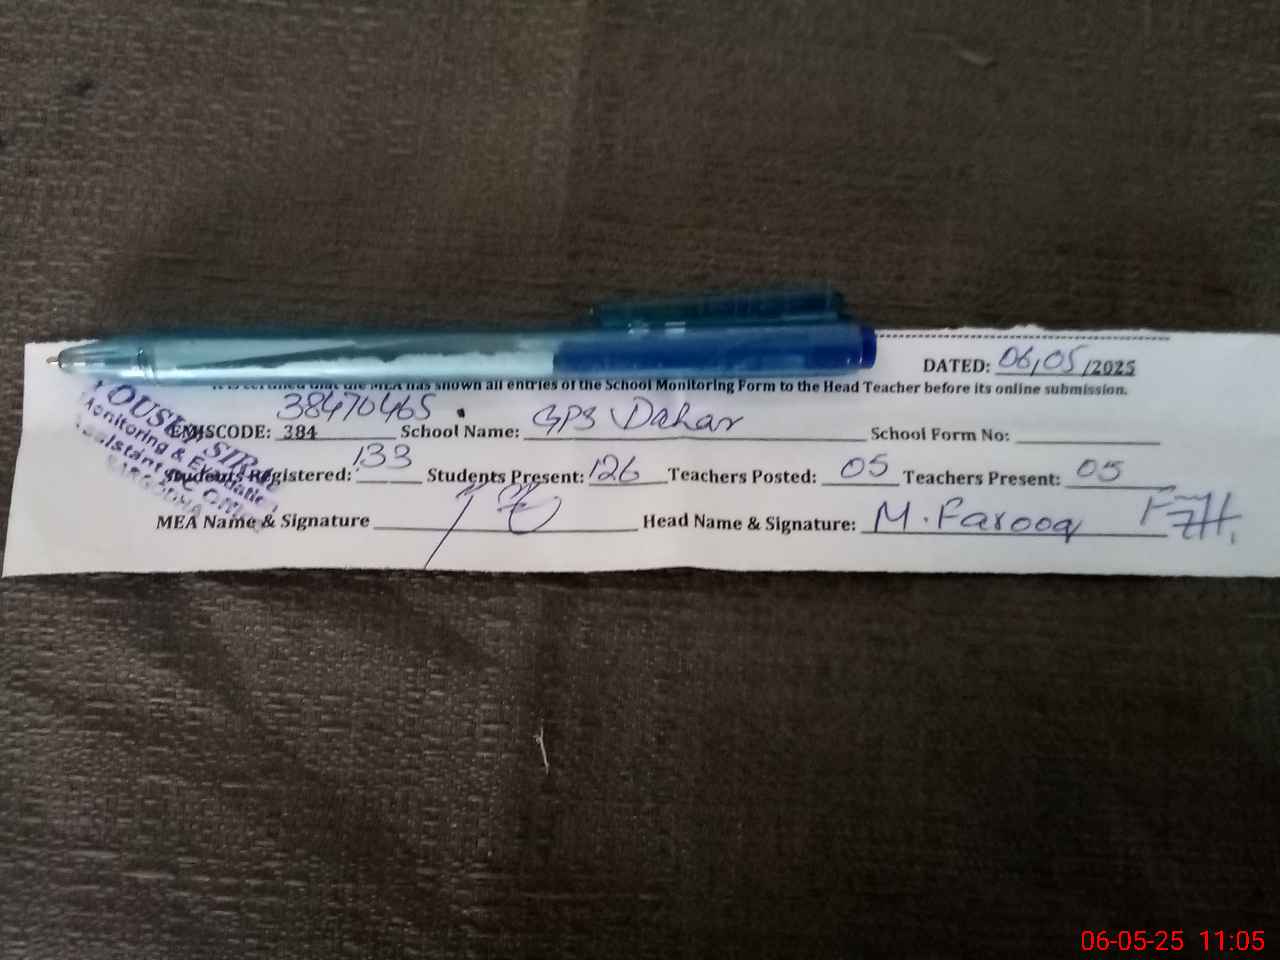 DATED: 06/05/2025
It is certified that the MEA has shown all entries of the School Monitoring Form to the Head Teacher before its online submission.
EMISCODE: 384 38470465 School Name: GPS Dahar School Form No:
Students Registered: 133 Students Present: 126 Teachers Posted: 05 Teachers Present: 05
MEA Name & Signature Head Name & Signature: M. Farooq
Monitoring & Evaluation
Assistant
SARGODHA
06-05-25 11:05